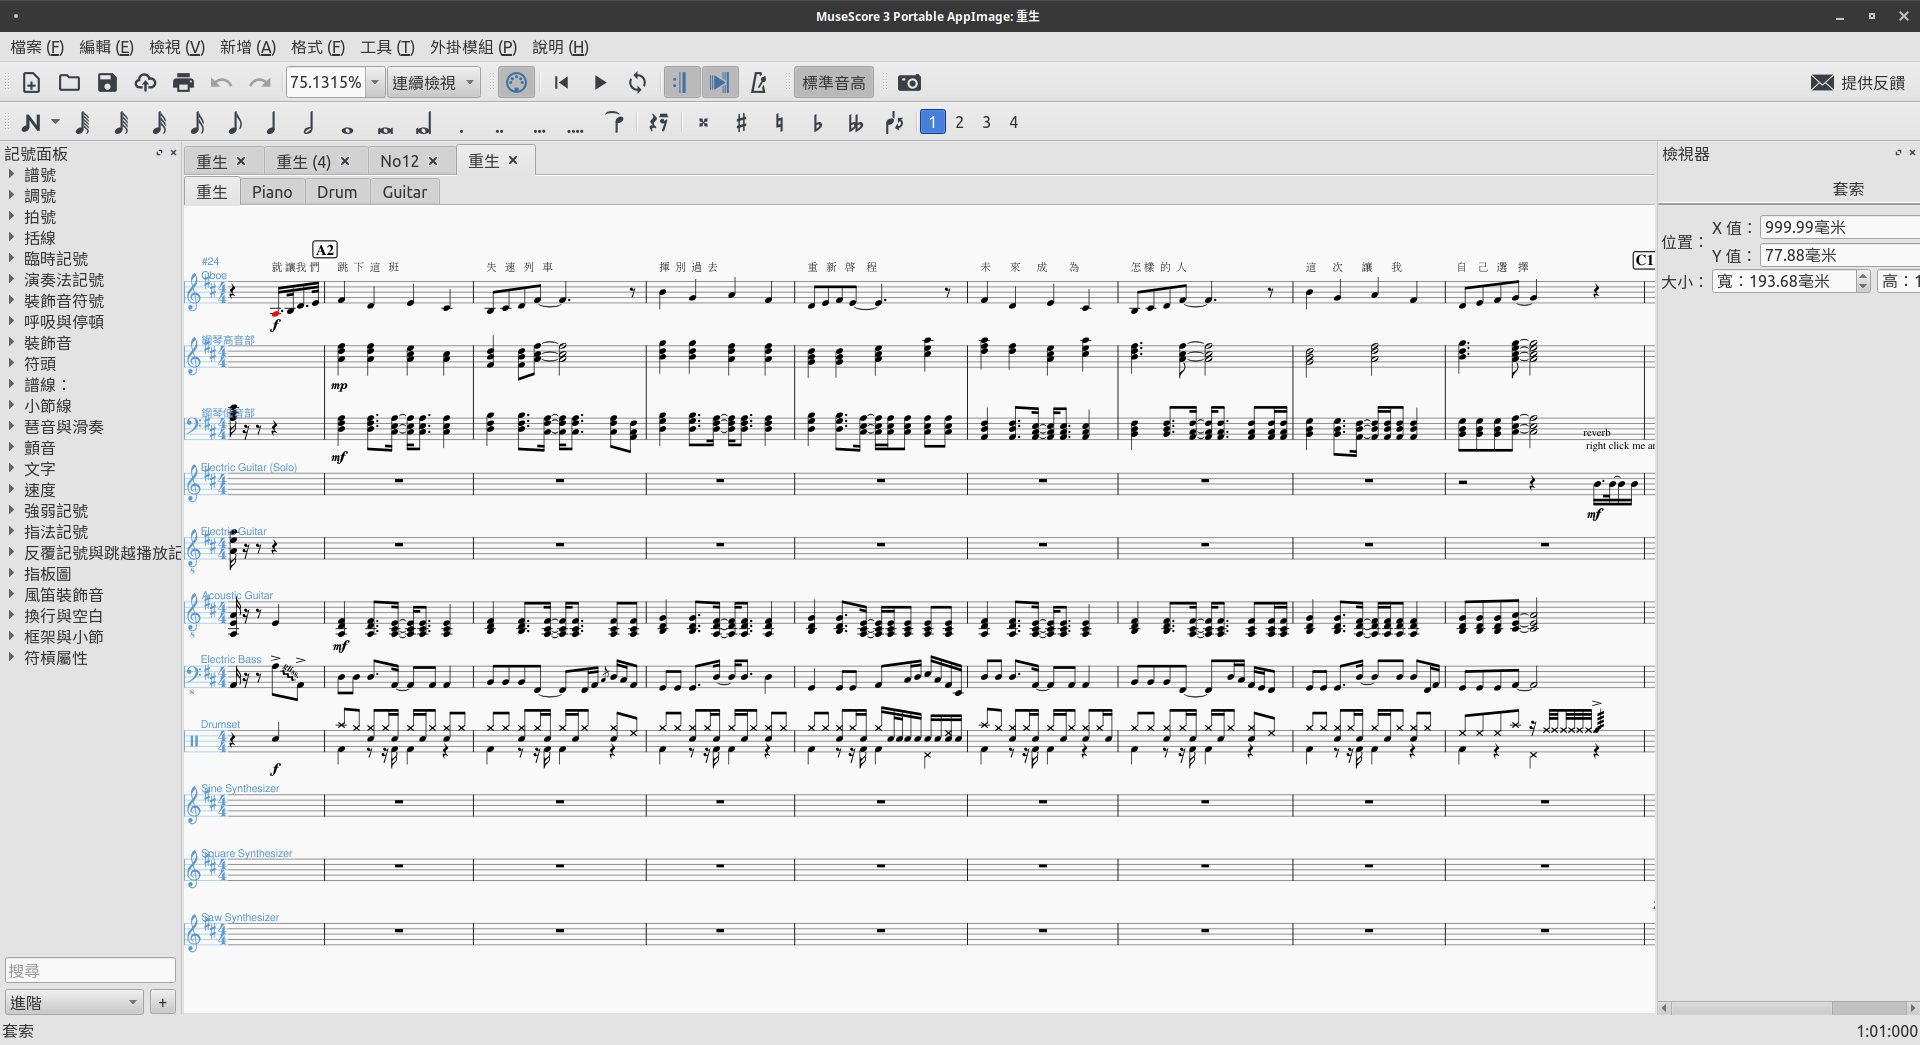 MuseScore 3 Portable AppImage: 重生
檔案 (F) 編輯 (E) 檢視 (V) 新增 (A) 格式 (F) 工具 (T) 外掛模組 (P) 說明 (H)
75.1315% 連續檢視 標準音高 提供反饋
1 2 3 4
記號面板
譜號
調號
拍號
括線
臨時記號
演奏法記號
裝飾音符號
呼吸與停頓
裝飾音
符頭
譜線：
小節線
琶音與滑奏
顫音
文字
速度
強弱記號
指法記號
反覆記號與跳越播放記
指板圖
風笛裝飾音
換行與空白
框架與小節
符槓屬性
搜尋
進階
+
套索
重生 重生 (4) No12 重生
重生 Piano Drum Guitar
A2
C1
#24
就讓我們 跳下這班 失速列車 揮別過去 重新啓程 未來成為 怎樣的人 這次讓我 自己選擇
Oboe
f
鋼琴高音部
mp
鋼琴低音部
mf
reverb
right click me an
Electric Guitar (Solo)
mf
Electric Guitar
Acoustic Guitar
mf
Electric Bass
Drumset
f
Sine Synthesizer
Square Synthesizer
Saw Synthesizer
檢視器
套索
位置： X 值： 999.99毫米
Y 值： 77.88毫米
大小： 寬：193.68毫米 高：1
1:01:000